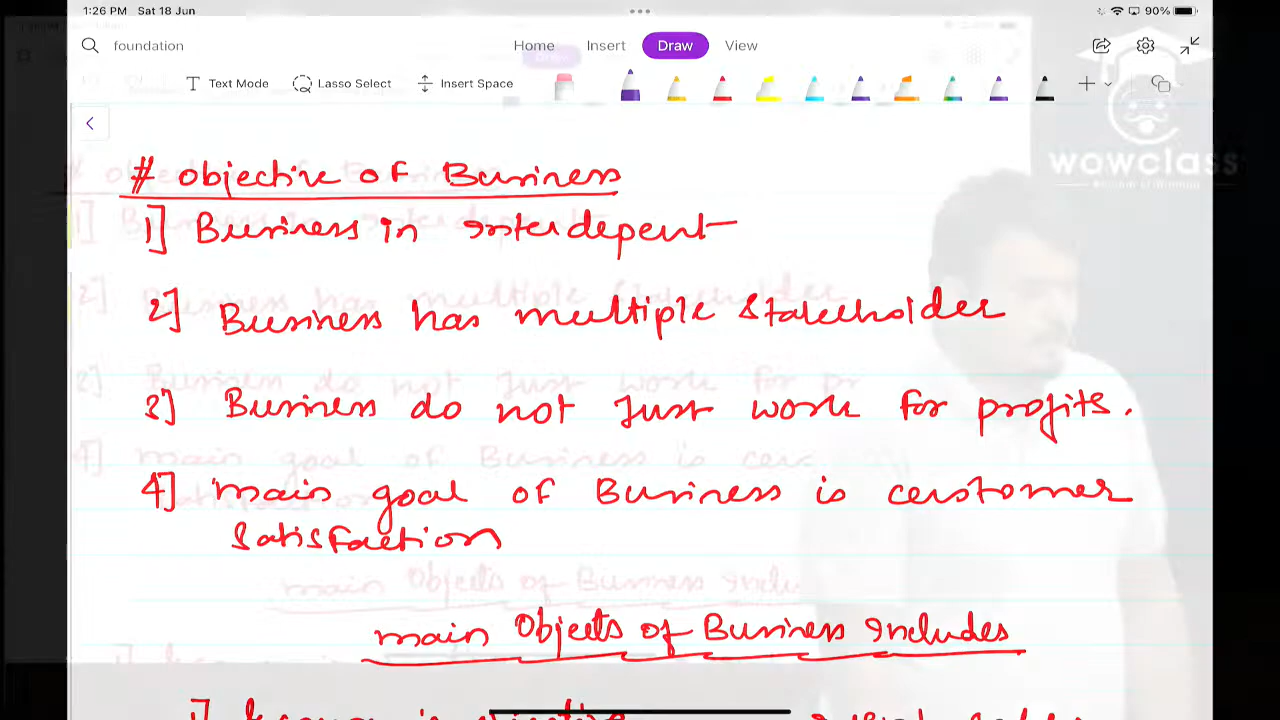 1:26 PM Sat 18 Jun
90%
foundation
Home Insert Draw View
Text Mode Lasso Select Insert Space
wowclass
# objective of Business
1] Business in interdepent
2] Business has multiple Stakeholder
3] Business do not Just work for profits.
4] main goal of Business is customer
satisfaction
main Objects of Business includes